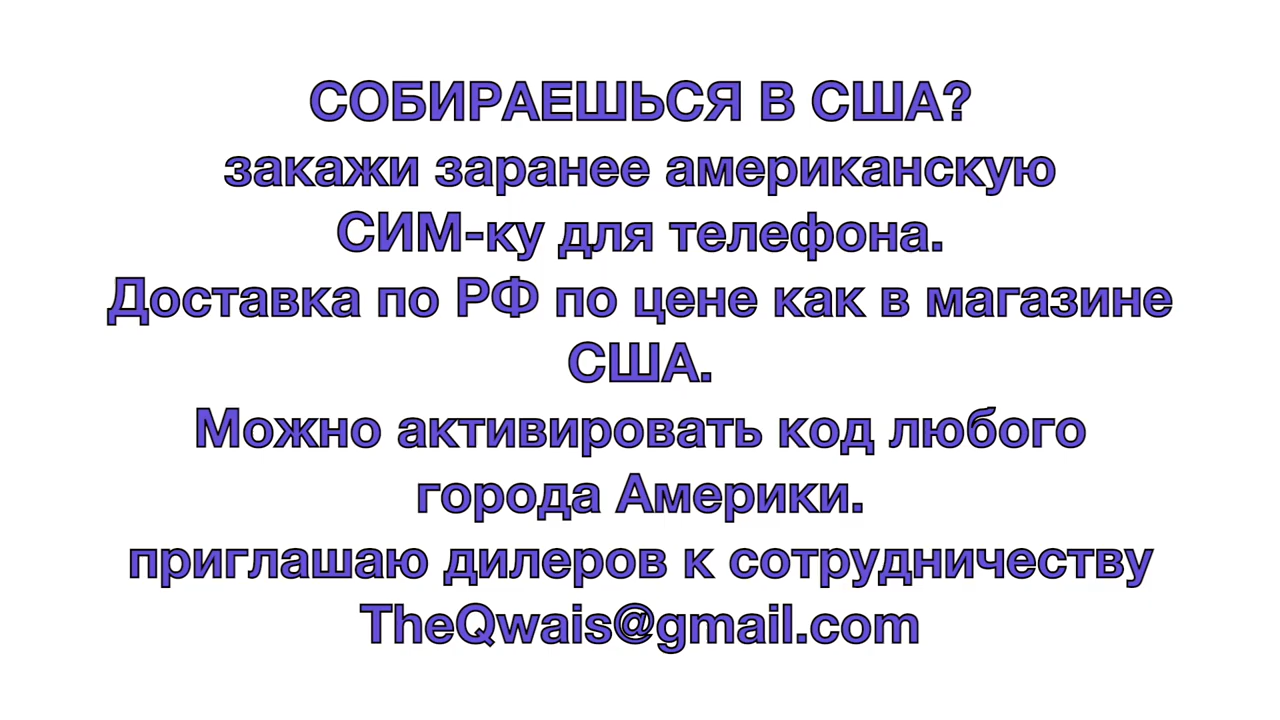 СОБИРАЕШЬСЯ В США?
закажи заранее американскую
СИМ-ку для телефона.
Доставка по РФ по цене как в магазине
США.
Можно активировать код любого
города Америки.
приглашаю дилеров к сотрудничеству
TheQwais@gmail.com